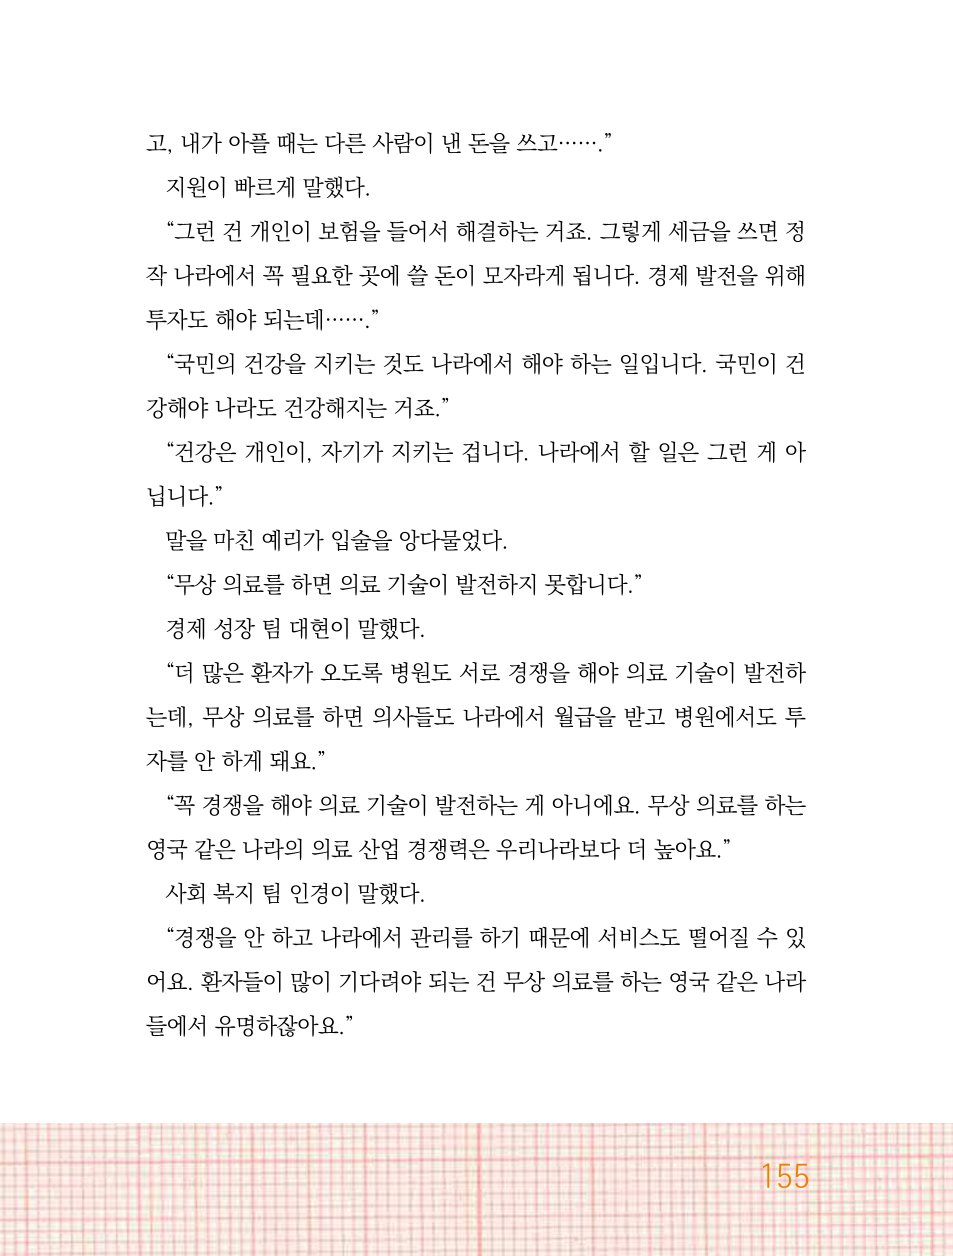 고, 내가 아플 때는 다른 사람이 낸 돈을 쓰고…….”
지원이 빠르게 말했다.
“그런 건 개인이 보험을 들어서 해결하는 거죠. 그렇게 세금을 쓰면 정
작 나라에서 꼭 필요한 곳에 쓸 돈이 모자라게 됩니다. 경제 발전을 위해
투자도 해야 되는데…….”
“국민의 건강을 지키는 것도 나라에서 해야 하는 일입니다. 국민이 건
강해야 나라도 건강해지는 거죠.”
“건강은 개인이, 자기가 지키는 겁니다. 나라에서 할 일은 그런 게 아
닙니다.”
말을 마친 예리가 입술을 앙다물었다.
“무상 의료를 하면 의료 기술이 발전하지 못합니다.”
경제 성장 팀 대현이 말했다.
“더 많은 환자가 오도록 병원도 서로 경쟁을 해야 의료 기술이 발전하
는데, 무상 의료를 하면 의사들도 나라에서 월급을 받고 병원에서도 투
자를 안 하게 돼요.”
“꼭 경쟁을 해야 의료 기술이 발전하는 게 아니에요. 무상 의료를 하는
영국 같은 나라의 의료 산업 경쟁력은 우리나라보다 더 높아요.”
사회 복지 팀 인경이 말했다.
“경쟁을 안 하고 나라에서 관리를 하기 때문에 서비스도 떨어질 수 있
어요. 환자들이 많이 기다려야 되는 건 무상 의료를 하는 영국 같은 나라
들에서 유명하잖아요.”
155